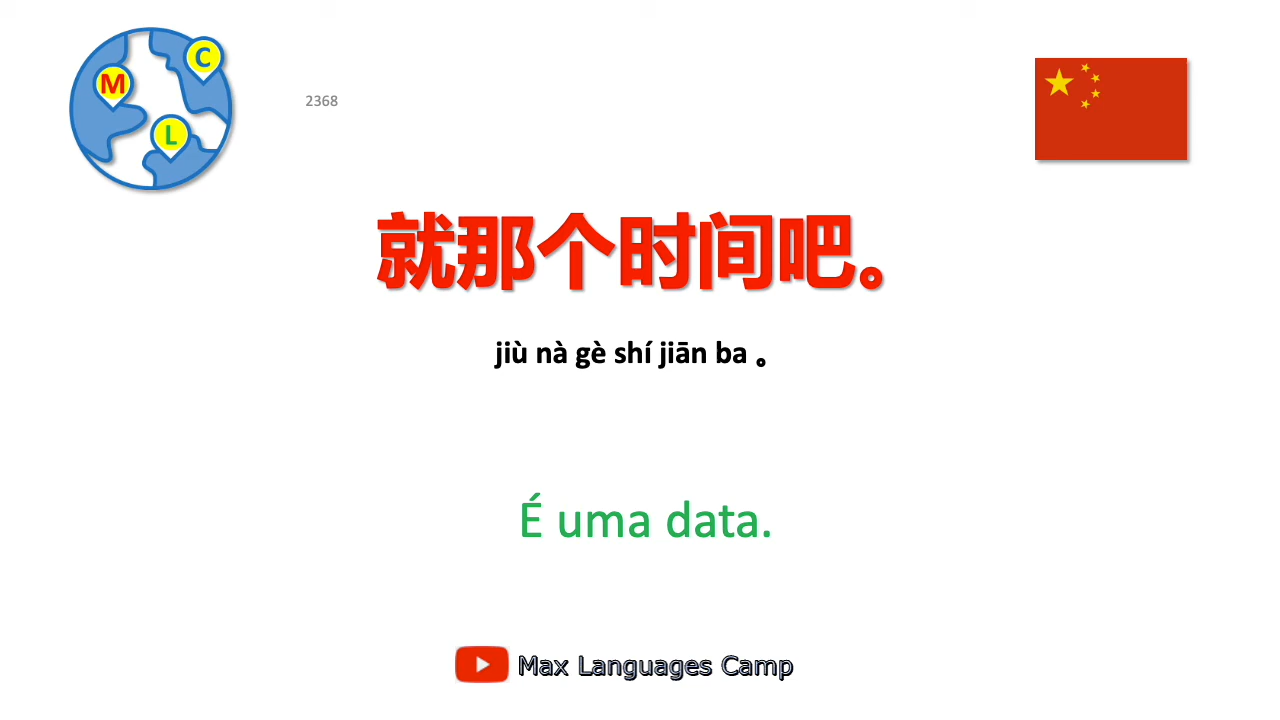 C
M
L
2368
就那个时间吧。
jiù nà gè shí jiān ba 。
É uma data.
Max Languages Camp